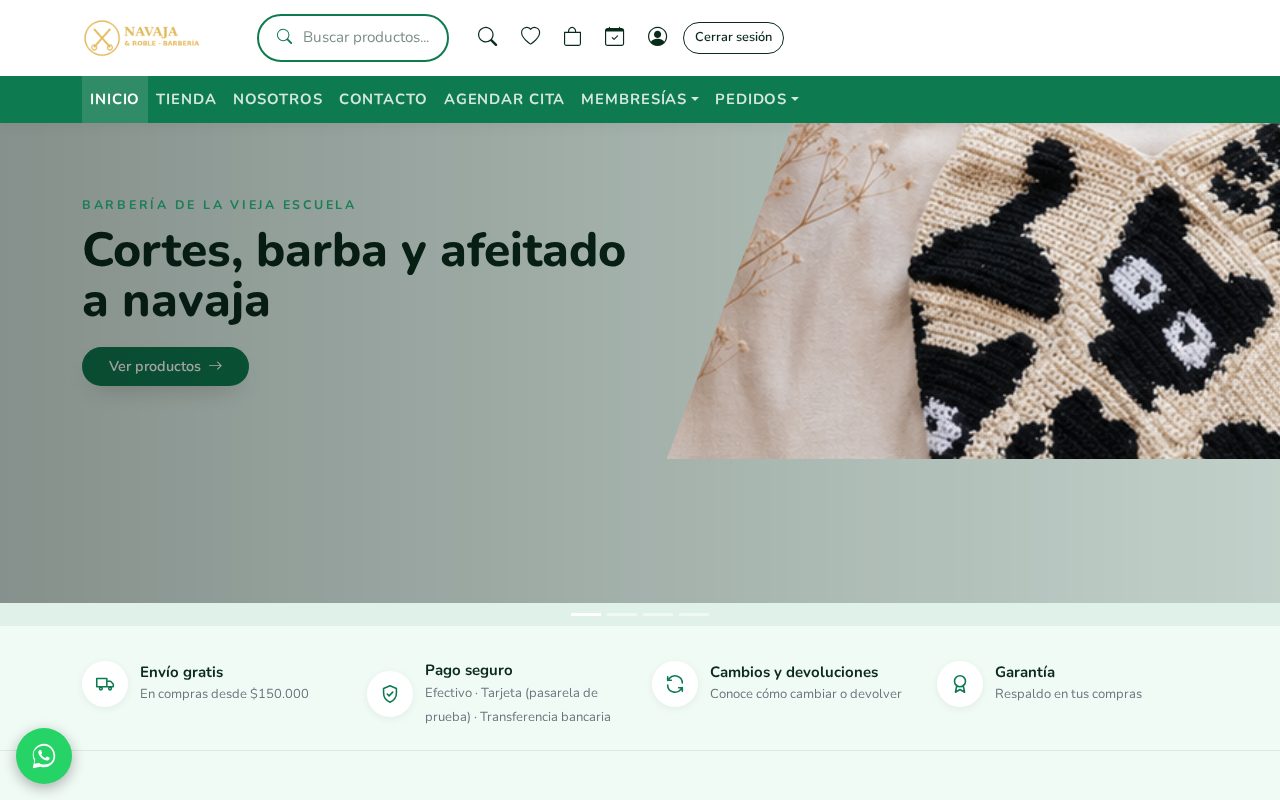 NAVAJA
& ROBLE - BARBERÍA
Buscar productos...
Cerrar sesión
INICIO
TIENDA
NOSOTROS
CONTACTO
AGENDAR CITA
MEMBRESÍAS
PEDIDOS
BARBERÍA DE LA VIEJA ESCUELA
Cortes, barba y afeitado
a navaja
Ver productos
Envío gratis
En compras desde $150.000
Pago seguro
Efectivo · Tarjeta (pasarela de
prueba) · Transferencia bancaria
Cambios y devoluciones
Conoce cómo cambiar o devolver
Garantía
Respaldo en tus compras